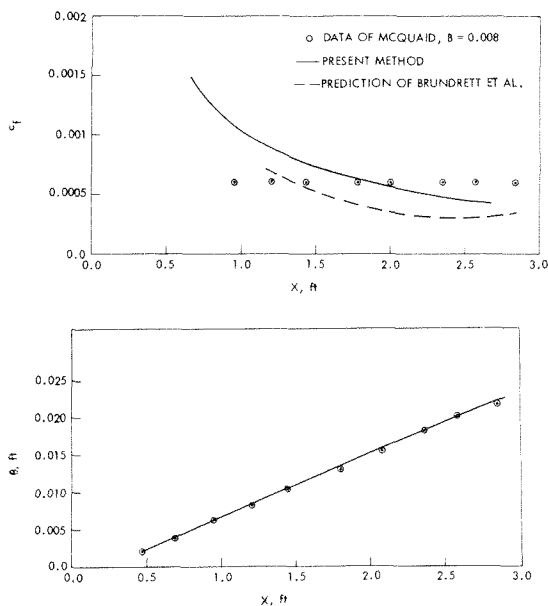 0.002
DATA OF MCQUAID, B = 0.008
PRESENT METHOD
PREDICTION OF BRUNDRETT ET AL.
0.0015
0.001
0.0005
0.0
cf
0.0 0.5 1.0 1.5 2.0 2.5 3.0
X, ft
0.025
0.020
0.015
0.010
0.005
0.0
θ, ft
0.0 0.5 1.0 1.5 2.0 2.5 3.0
X, ft